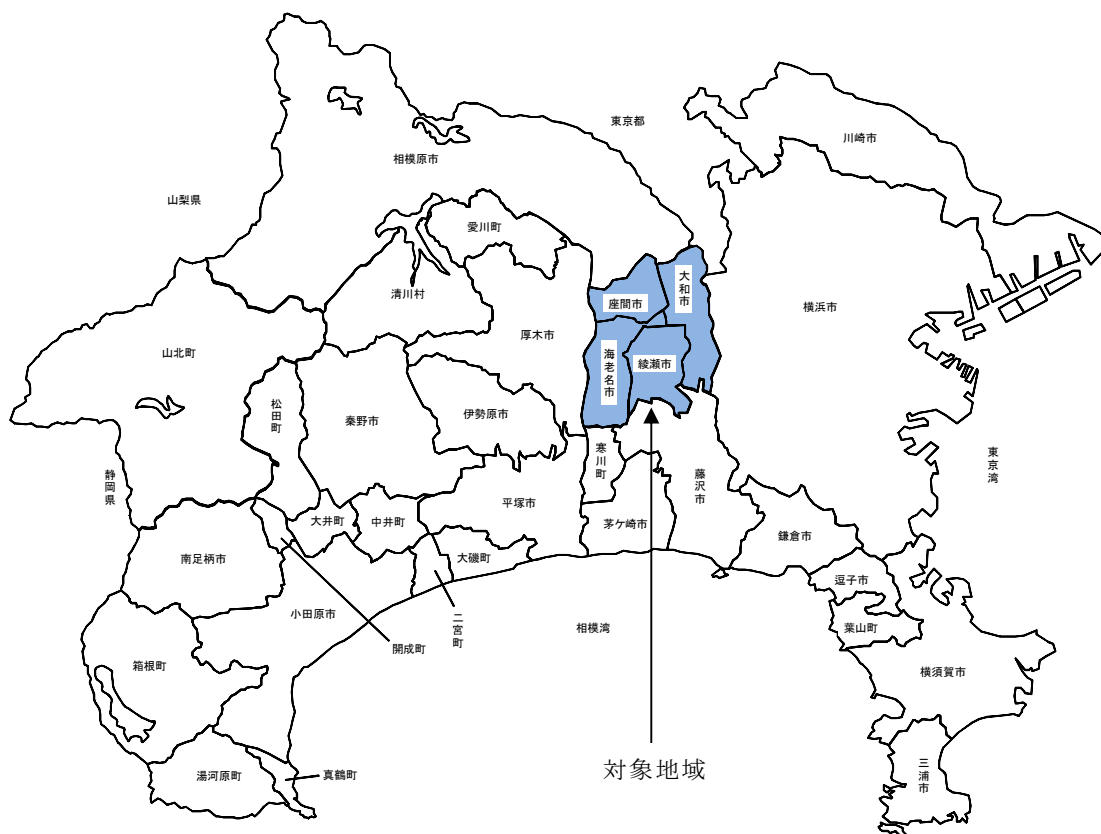 東京都
川崎市
相模原市
山梨県
愛川町
大和市
清川村
座間市
横浜市
厚木市
山北町
海老名市
綾瀬市
松田町
秦野市
伊勢原市
寒川町
東京湾
静岡県
藤沢市
平塚市
大井町
中井町
茅ケ崎市
鎌倉市
南足柄市
大磯町
逗子市
小田原市
二宮町
相模湾
葉山町
開成町
箱根町
横須賀市
対象地域
湯河原町
真鶴町
三浦市